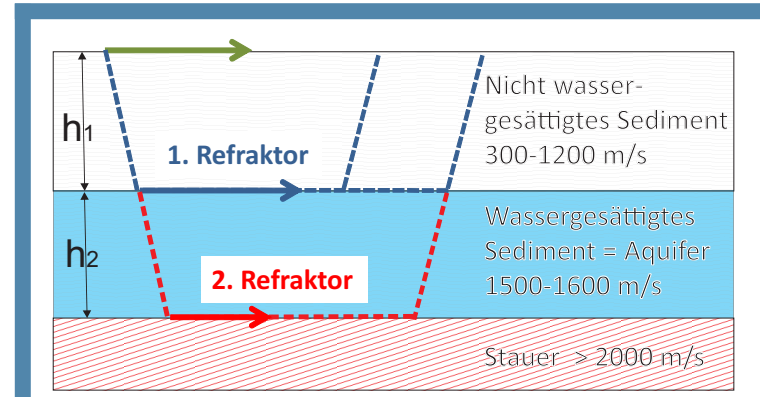 Nicht wasser-
gesättigtes Sediment
300-1200 m/s
h1
1. Refraktor
Wassergesättigtes
Sediment = Aquifer
1500-1600 m/s
h2
2. Refraktor
Stauer > 2000 m/s